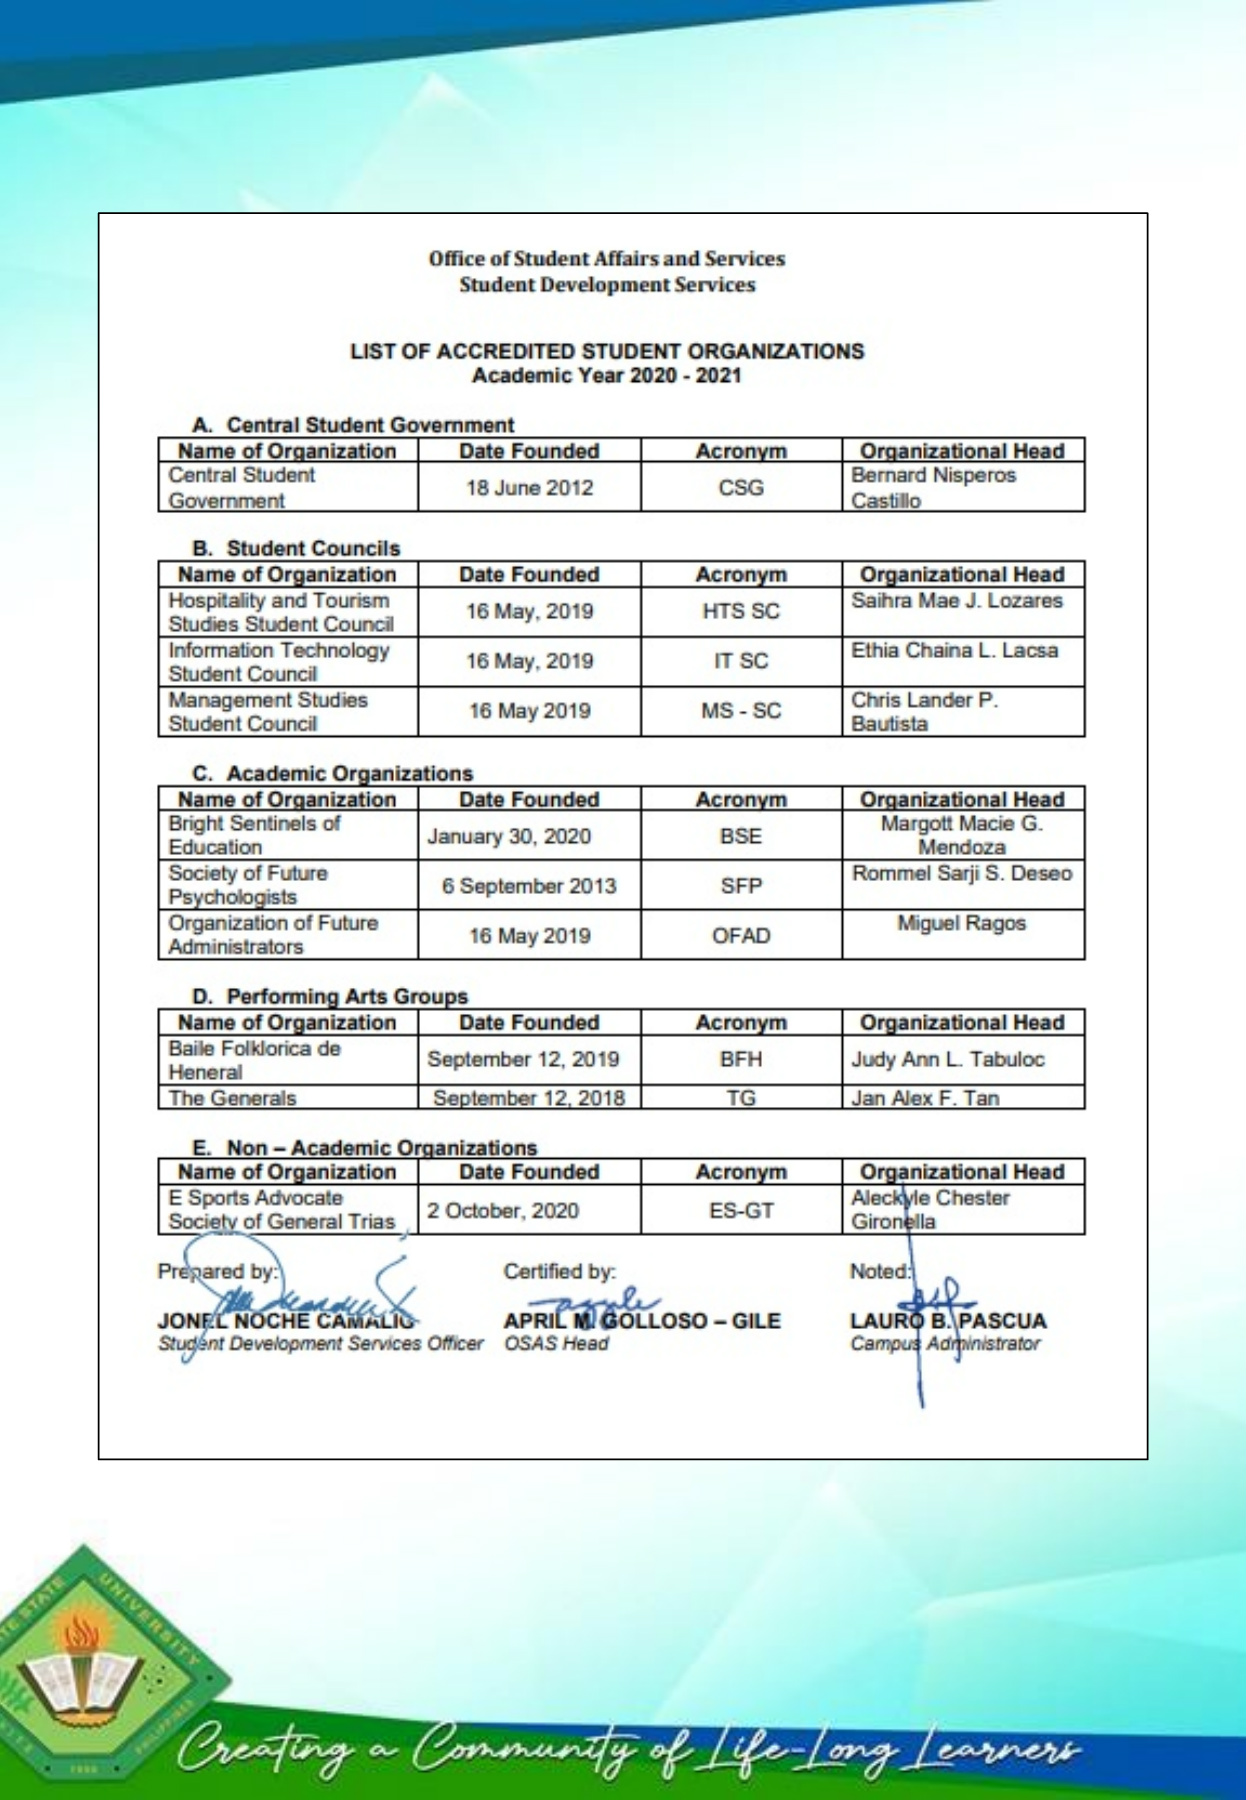 Office of Student Affairs and Services
Student Development Services
LIST OF ACCREDITED STUDENT ORGANIZATIONS
Academic Year 2020 - 2021
A. Central Student Government
Name of Organization Date Founded Acronym Organizational Head
Central Student Government 18 June 2012 CSG Bernard Nisperos Castillo
B. Student Councils
Name of Organization Date Founded Acronym Organizational Head
Hospitality and Tourism Studies Student Council 16 May, 2019 HTS SC Saihra Mae J. Lozares
Information Technology Student Council 16 May, 2019 IT SC Ethia Chaina L. Lacsa
Management Studies Student Council 16 May 2019 MS - SC Chris Lander P. Bautista
C. Academic Organizations
Name of Organization Date Founded Acronym Organizational Head
Bright Sentinels of Education January 30, 2020 BSE Margott Macie G. Mendoza
Society of Future Psychologists 6 September 2013 SFP Rommel Sarji S. Deseo
Organization of Future Administrators 16 May 2019 OFAD Miguel Ragos
D. Performing Arts Groups
Name of Organization Date Founded Acronym Organizational Head
Baile Folklorica de Heneral September 12, 2019 BFH Judy Ann L. Tabuloc
The Generals September 12, 2018 TG Jan Alex F. Tan
E. Non – Academic Organizations
Name of Organization Date Founded Acronym Organizational Head
E Sports Advocate Society of General Trias 2 October, 2020 ES-GT Aleckyle Chester Gironella
Prepared by: Certified by: Noted:
JONEL NOCHE CAMALIG APRIL M. GOLLOSO – GILE LAURO B. PASCUA
Student Development Services Officer OSAS Head Campus Administrator
STATE UNIVERSITY
PHILIPPINES
1906
Creating a Community of Life-Long Learners